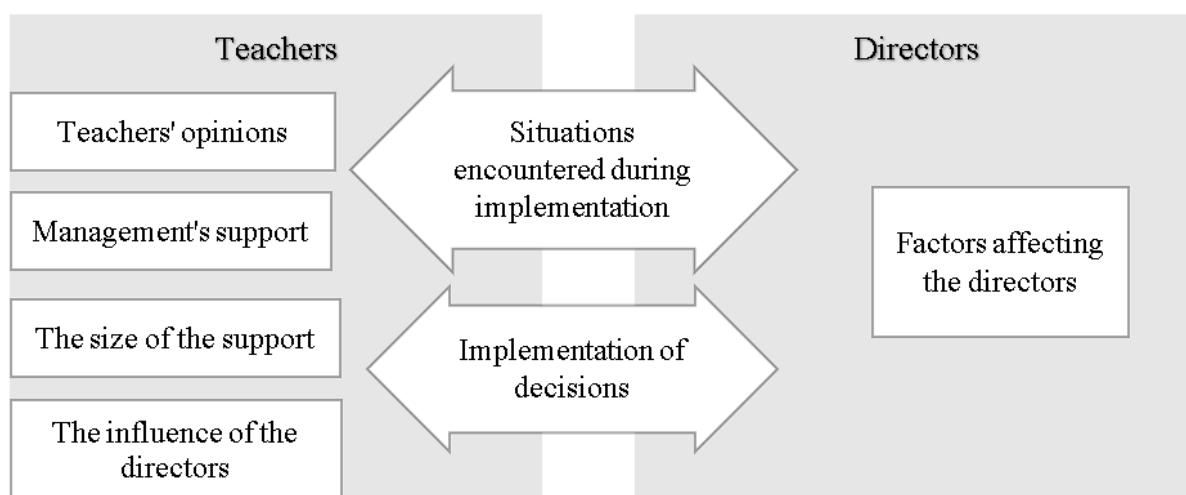 Teachers
Directors
Teachers' opinions
Management's support
The size of the support
The influence of the
directors
Situations
encountered during
implementation
Implementation of
decisions
Factors affecting
the directors